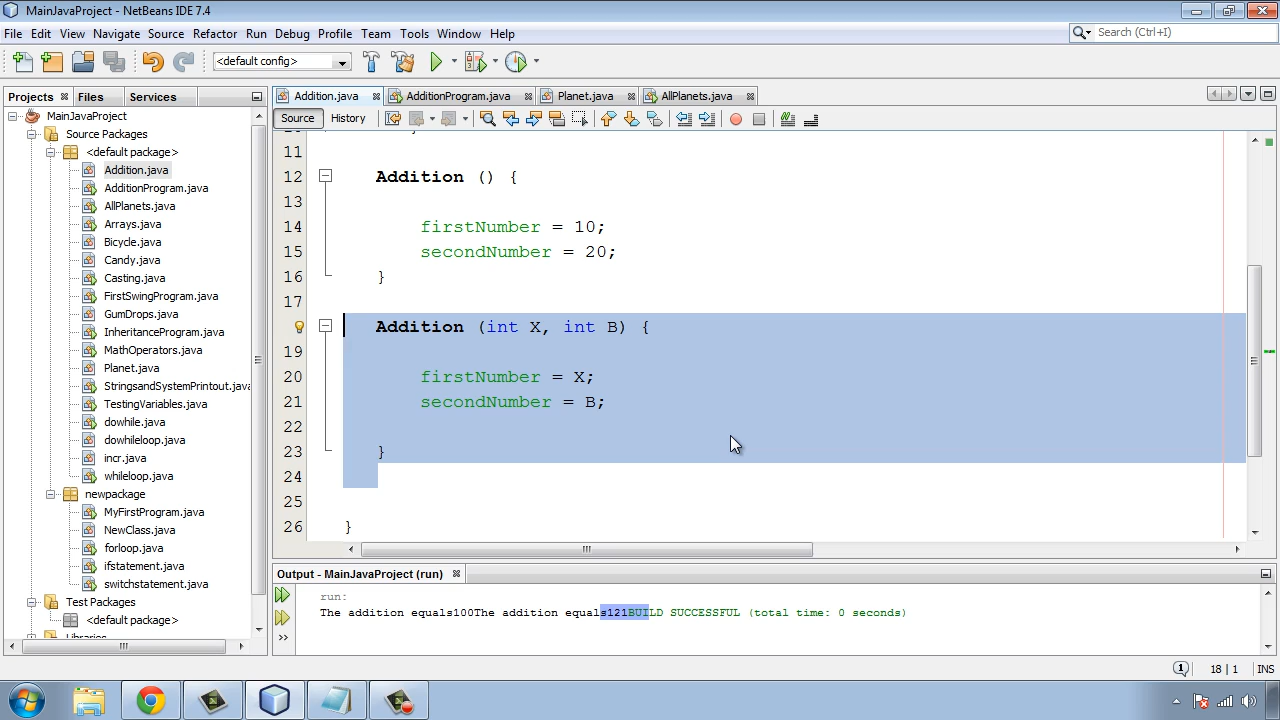 MainJavaProject - NetBeans IDE 7.4
File Edit View Navigate Source Refactor Run Debug Profile Team Tools Window Help
Search (Ctrl+I)
<default config>
Projects Files Services
Addition.java AdditionProgram.java Planet.java AllPlanets.java
Source History
MainJavaProject
Source Packages
<default package>
Addition.java
AdditionProgram.java
AllPlanets.java
Arrays.java
Bicycle.java
Candy.java
Casting.java
FirstSwingProgram.java
GumDrops.java
InheritanceProgram.java
MathOperators.java
Planet.java
StringsandSystemPrintout.java
TestingVariables.java
dowhile.java
dowhileloop.java
incr.java
whileloop.java
newpackage
MyFirstProgram.java
NewClass.java
forloop.java
ifstatement.java
switchstatement.java
Test Packages
<default package>
Libraries
11
12 Addition () {
13
14 firstNumber = 10;
15 secondNumber = 20;
16 }
17
Addition (int X, int B) {
19
20 firstNumber = X;
21 secondNumber = B;
22
23 }
24
25
26 }
Output - MainJavaProject (run)
run:
The addition equals100The addition equals121BUILD SUCCESSFUL (total time: 0 seconds)
1 18 | 1 INS